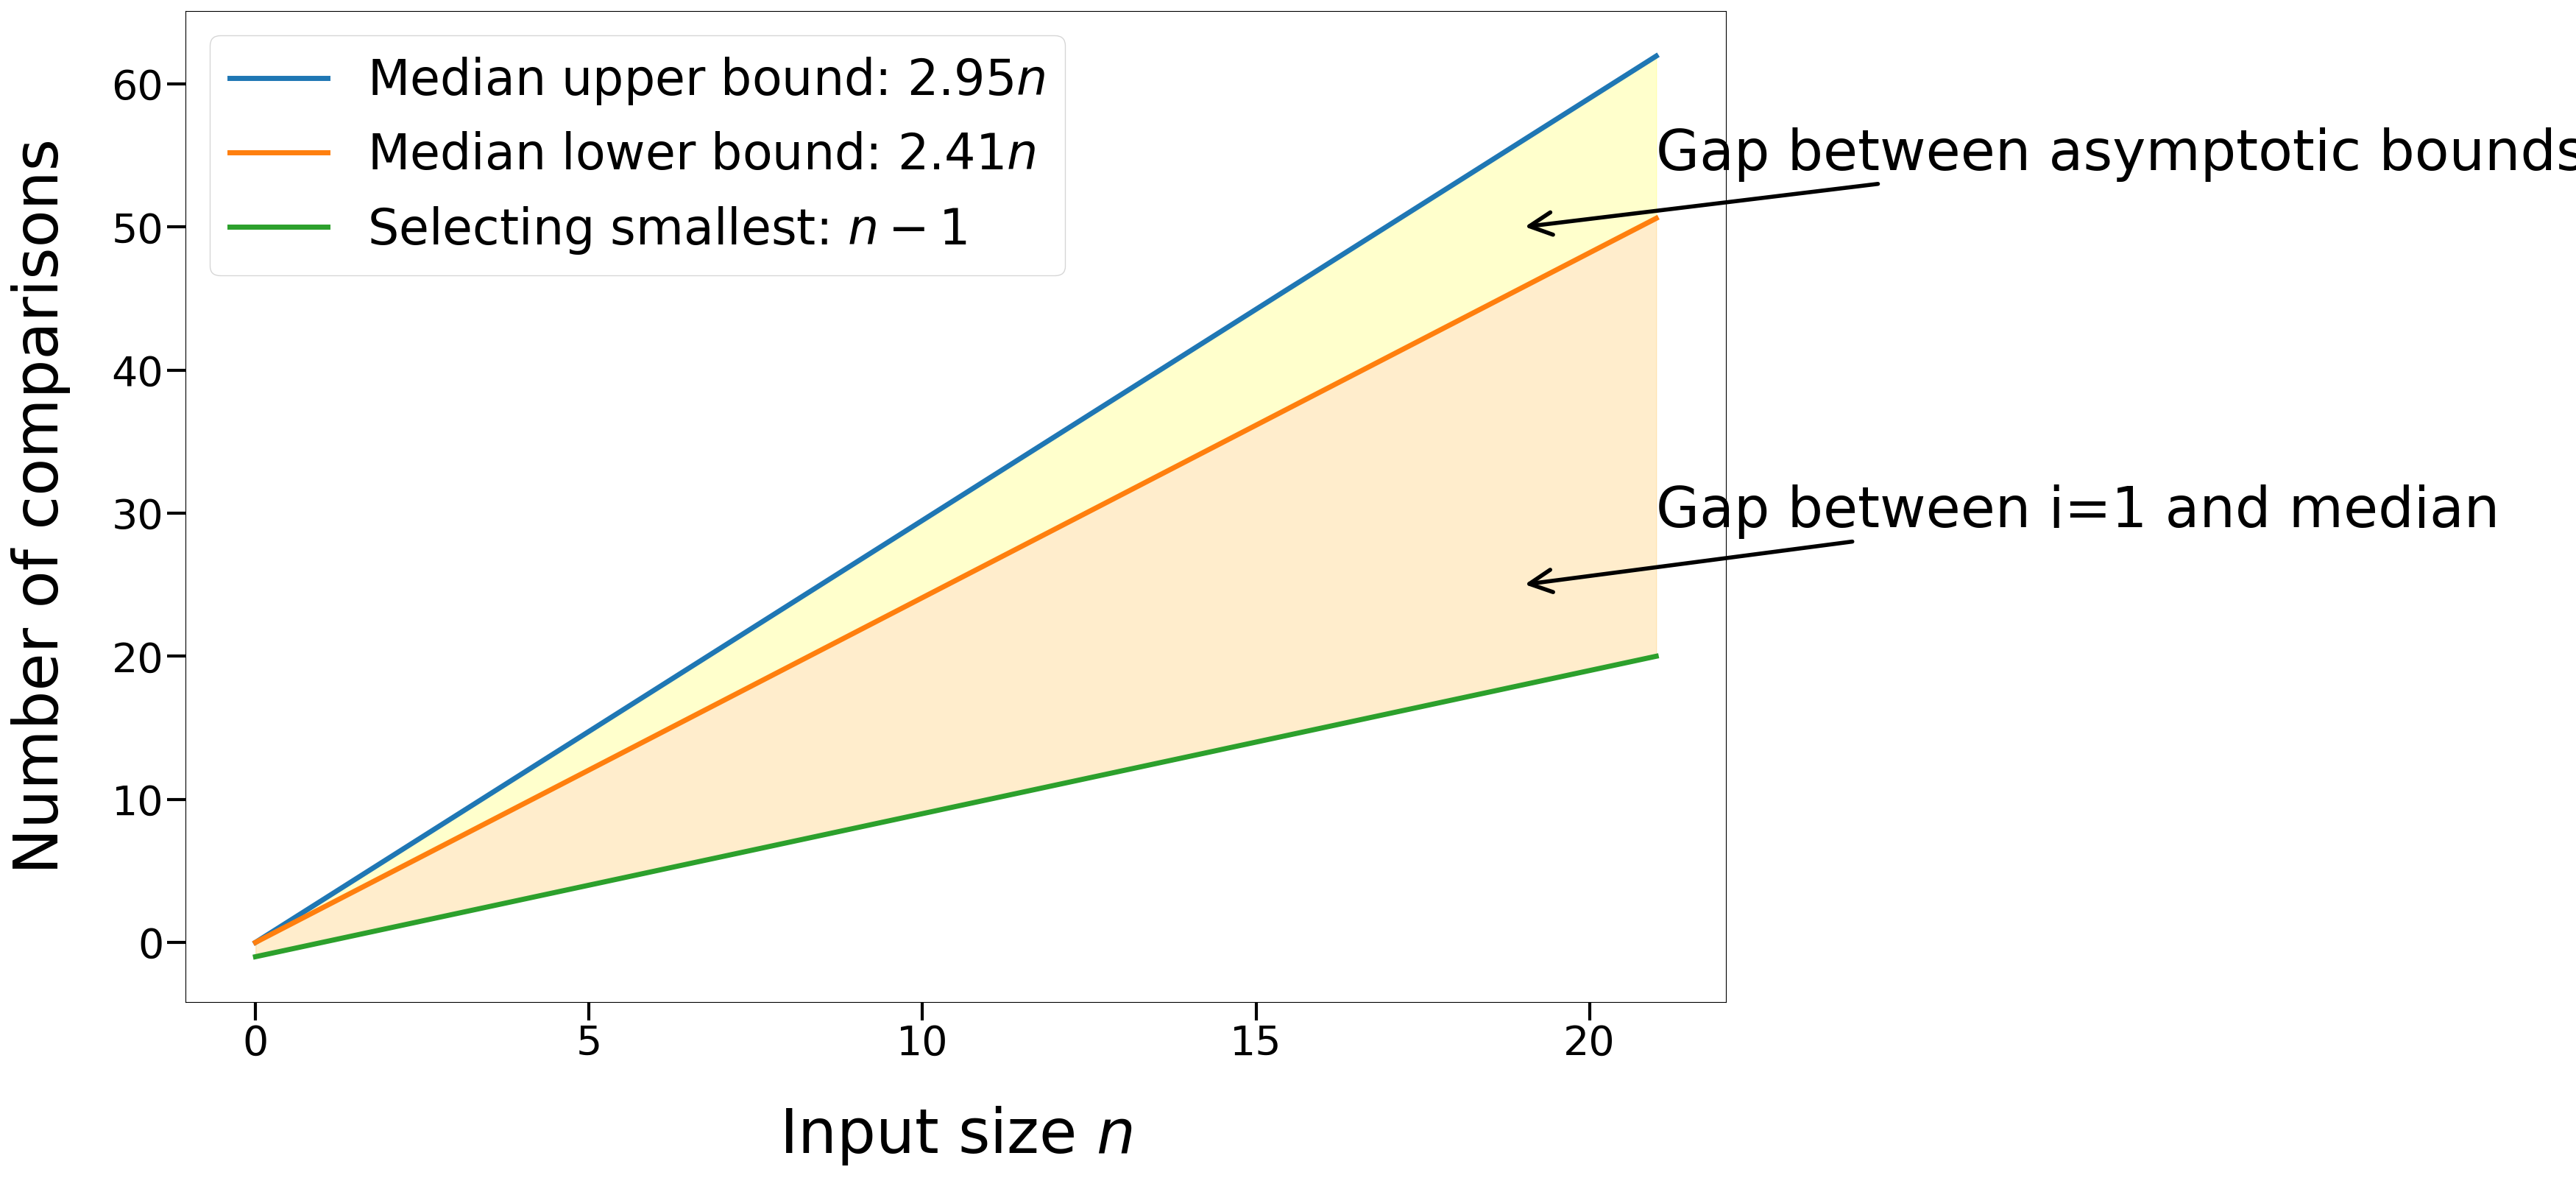 Number of comparisons
60
50
40
30
20
10
0
Median upper bound: 2.95n
Median lower bound: 2.41n
Selecting smallest: n − 1
Gap between asymptotic bounds
Gap between i=1 and median
0 5 10 15 20
Input size n